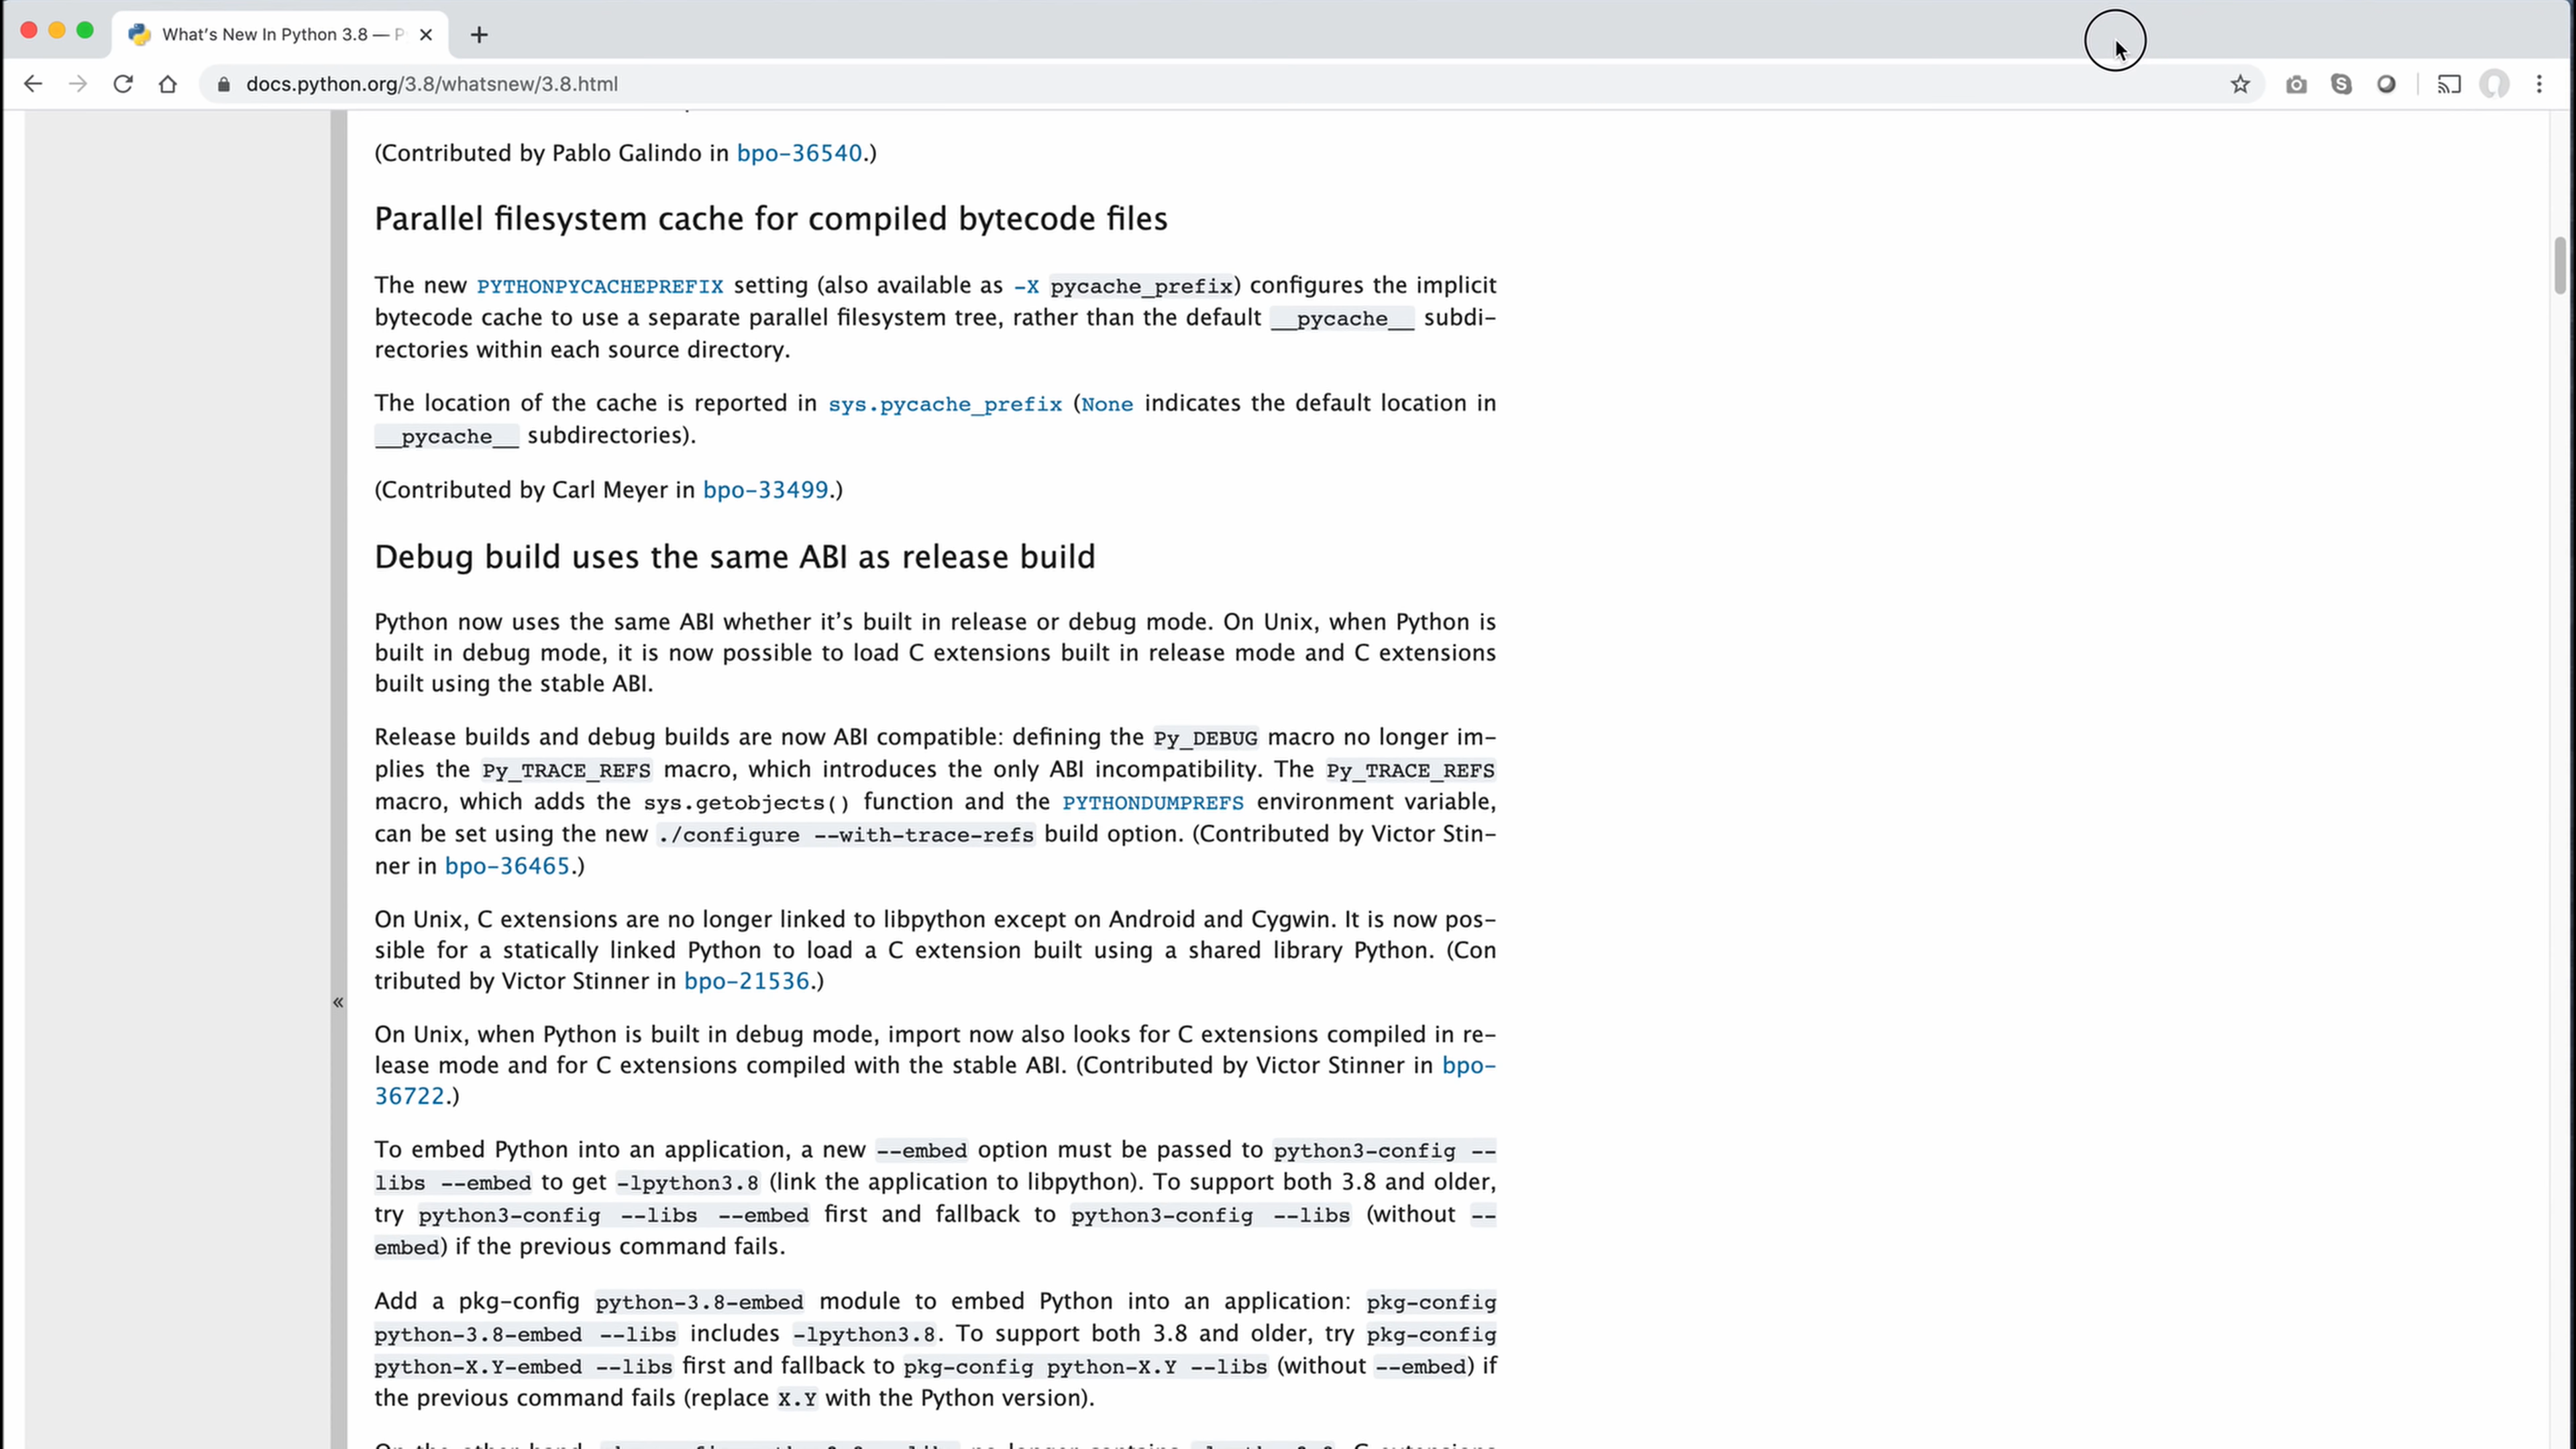 What's New In Python 3.8 — P
docs.python.org/3.8/whatsnew/3.8.html
(Contributed by Pablo Galindo in bpo-36540.)
Parallel filesystem cache for compiled bytecode files
The new PYTHONPYCACHEPREFIX setting (also available as -X pycache_prefix) configures the implicit
bytecode cache to use a separate parallel filesystem tree, rather than the default __pycache__ subdi-
rectories within each source directory.
The location of the cache is reported in sys.pycache_prefix (None indicates the default location in
__pycache__ subdirectories).
(Contributed by Carl Meyer in bpo-33499.)
Debug build uses the same ABI as release build
Python now uses the same ABI whether it's built in release or debug mode. On Unix, when Python is
built in debug mode, it is now possible to load C extensions built in release mode and C extensions
built using the stable ABI.
Release builds and debug builds are now ABI compatible: defining the Py_DEBUG macro no longer im-
plies the Py_TRACE_REFS macro, which introduces the only ABI incompatibility. The Py_TRACE_REFS
macro, which adds the sys.getobjects() function and the PYTHONDUMPREFS environment variable,
can be set using the new ./configure --with-trace-refs build option. (Contributed by Victor Stin-
ner in bpo-36465.)
On Unix, C extensions are no longer linked to libpython except on Android and Cygwin. It is now pos-
sible for a statically linked Python to load a C extension built using a shared library Python. (Con
tributed by Victor Stinner in bpo-21536.)
«
On Unix, when Python is built in debug mode, import now also looks for C extensions compiled in re-
lease mode and for C extensions compiled with the stable ABI. (Contributed by Victor Stinner in bpo-
36722.)
To embed Python into an application, a new --embed option must be passed to python3-config --
libs --embed to get -lpython3.8 (link the application to libpython). To support both 3.8 and older,
try python3-config --libs --embed first and fallback to python3-config --libs (without --
embed) if the previous command fails.
Add a pkg-config python-3.8-embed module to embed Python into an application: pkg-config
python-3.8-embed --libs includes -lpython3.8. To support both 3.8 and older, try pkg-config
python-X.Y-embed --libs first and fallback to pkg-config python-X.Y --libs (without --embed) if
the previous command fails (replace X.Y with the Python version).
On the other hand, no longer contains